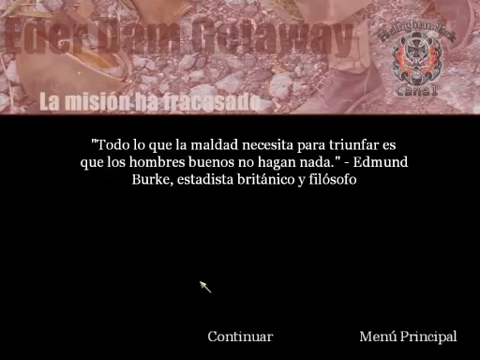 Eder Dam Getaway
Canal
La misión ha fracasado
"Todo lo que la maldad necesita para triunfar es
que los hombres buenos no hagan nada." - Edmund
Burke, estadista británico y filósofo
Continuar
Menú Principal